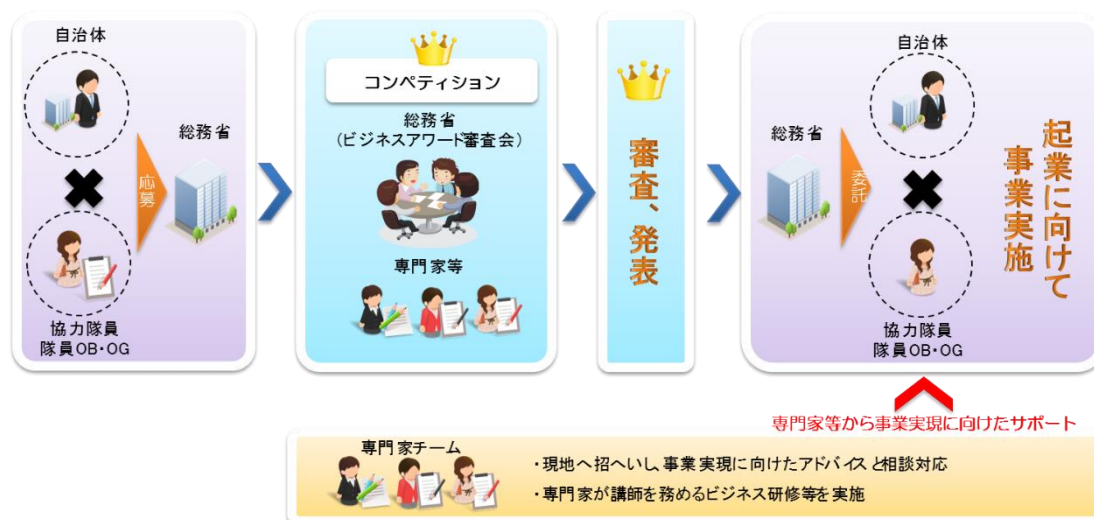 自治体
総務省
応募
協力隊員
隊員OB・OG
コンペティション
総務省
(ビジネスアワード審査会)
専門家等
審査、発表
総務省
委託
自治体
協力隊員
隊員OB・OG
起業に向けて
事業実施
専門家等から事業実現に向けたサポート
専門家チーム
・現地へ招へいし、事業実現に向けたアドバイスと相談対応
・専門家が講師を務めるビジネス研修等を実施